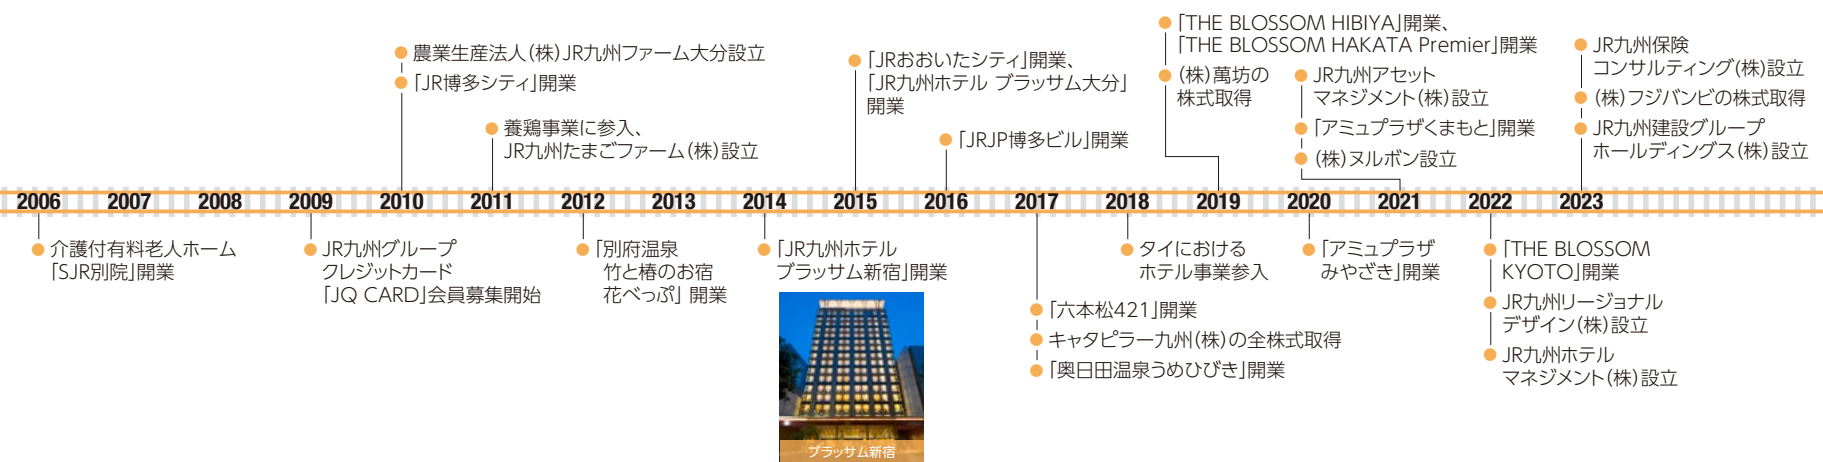 農業生産法人(株)JR九州ファーム大分設立
「JR博多シティ」開業
養鶏事業に参入、
JR九州たまごファーム(株)設立
「JRおおいたシティ」開業、
「JR九州ホテル ブラッサム大分」
開業
「JRJP博多ビル」開業
「THE BLOSSOM HIBIYA」開業、
「THE BLOSSOM HAKATA Premier」開業
(株)萬坊の
株式取得
JR九州アセット
マネジメント(株)設立
「アミュプラザくまもと」開業
(株)ヌルボン設立
JR九州保険
コンサルティング(株)設立
(株)フジバンビの株式取得
JR九州建設グループ
ホールディングス(株)設立
2006 2007 2008 2009 2010 2011 2012 2013 2014 2015 2016 2017 2018 2019 2020 2021 2022 2023
介護付有料老人ホーム
「SJR別院」開業
JR九州グループ
クレジットカード
「JQ CARD」会員募集開始
「別府温泉
竹と椿のお宿
花べっぷ」 開業
「JR九州ホテル
ブラッサム新宿」開業
ブラッサム新宿
「六本松421」開業
キャタピラー九州(株)の全株式取得
「奥日田温泉うめひびき」開業
タイにおける
ホテル事業参入
「アミュプラザ
みやざき」開業
「THE BLOSSOM
KYOTO」開業
JR九州リージョナル
デザイン(株)設立
JR九州ホテル
マネジメント(株)設立